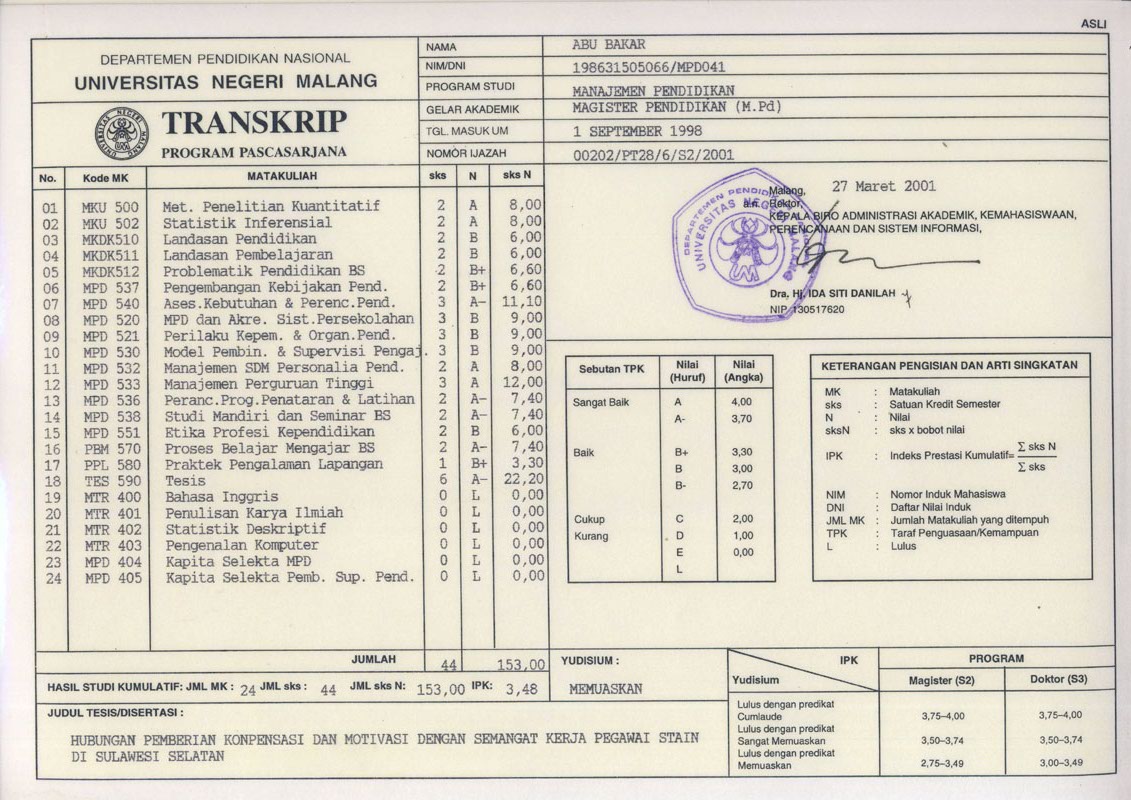 ASLI
DEPARTEMEN PENDIDIKAN NASIONAL
UNIVERSITAS NEGERI MALANG
TRANSKRIP
PROGRAM PASCASARJANA
NAMA ABU BAKAR
NIM/DNI 198631505066/MPD041
PROGRAM STUDI MANAJEMEN PENDIDIKAN
GELAR AKADEMIK MAGISTER PENDIDIKAN (M.Pd)
TGL. MASUK UM 1 SEPTEMBER 1998
NOMOR IJAZAH 00202/PT28/6/S2/2001
No. Kode MK MATAKULIAH sks N sks N
01 MKU 500 Met. Penelitian Kuantitatif 2 A 8,00
02 MKU 502 Statistik Inferensial 2 A 8,00
03 MKDK510 Landasan Pendidikan 2 B 6,00
04 MKDK511 Landasan Pembelajaran 2 B 6,00
05 MKDK512 Problematik Pendidikan BS 2 B+ 6,60
06 MPD 537 Pengembangan Kebijakan Pend. 2 B+ 6,60
07 MPD 540 Ases.Kebutuhan & Perenc.Pend. 3 A- 11,10
08 MPD 520 MPD dan Akre. Sist.Persekolahan 3 B 9,00
09 MPD 521 Perilaku Kepem. & Organ.Pend. 3 B 9,00
10 MPD 530 Model Pembin. & Supervisi Pengaj. 3 B 9,00
11 MPD 532 Manajemen SDM Personalia Pend. 2 A 8,00
12 MPD 533 Manajemen Perguruan Tinggi 3 A 12,00
13 MPD 536 Peranc.Prog.Penataran & Latihan 2 A- 7,40
14 MPD 538 Studi Mandiri dan Seminar BS 2 A- 7,40
15 MPD 551 Etika Profesi Kependidikan 2 B 6,00
16 PBM 570 Proses Belajar Mengajar BS 2 A- 7,40
17 PPL 580 Praktek Pengalaman Lapangan 1 B+ 3,30
18 TES 590 Tesis 6 A- 22,20
19 MTR 400 Bahasa Inggris 0 L 0,00
20 MTR 401 Penulisan Karya Ilmiah 0 L 0,00
21 MTR 402 Statistik Deskriptif 0 L 0,00
22 MTR 403 Pengenalan Komputer 0 L 0,00
23 MPD 404 Kapita Selekta MPD 0 L 0,00
24 MPD 405 Kapita Selekta Pemb. Sup. Pend. 0 L 0,00
JUMLAH 44 153,00
HASIL STUDI KUMULATIF: JML MK : 24 JML sks : 44 JML sks N: 153,00 IPK: 3,48
JUDUL TESIS/DISERTASI :
HUBUNGAN PEMBERIAN KONPENSASI DAN MOTIVASI DENGAN SEMANGAT KERJA PEGAWAI STAIN
DI SULAWESI SELATAN
Malang, 27 Maret 2001
a.n. Rektor,
KEPALA BIRO ADMINISTRASI AKADEMIK, KEMAHASISWAAN,
PERENCANAAN DAN SISTEM INFORMASI,
Dra. Hj. IDA SITI DANILAH
NIP 130517620
DEPARTEMEN PENDIDIKAN
UNIVERSITAS NEGERI MALANG
Sebutan TPK Nilai (Huruf) Nilai (Angka)
Sangat Baik A 4,00
A- 3,70
Baik B+ 3,30
B 3,00
B- 2,70
Cukup C 2,00
Kurang D 1,00
E 0,00
L
KETERANGAN PENGISIAN DAN ARTI SINGKATAN
MK : Matakuliah
sks : Satuan Kredit Semester
N : Nilai
sksN : sks x bobot nilai
IPK : Indeks Prestasi Kumulatif= Σ sks N
Σ sks
NIM : Nomor Induk Mahasiswa
DNI : Daftar Nilai Induk
JML MK : Jumlah Matakuliah yang ditempuh
TPK : Taraf Penguasaan/Kemampuan
L : Lulus
YUDISIUM :
MEMUASKAN
IPK PROGRAM
Yudisium Magister (S2) Doktor (S3)
Lulus dengan predikat
Cumlaude 3,75–4,00 3,75–4,00
Lulus dengan predikat
Sangat Memuaskan 3,50–3,74 3,50–3,74
Lulus dengan predikat
Memuaskan 2,75–3,49 3,00–3,49